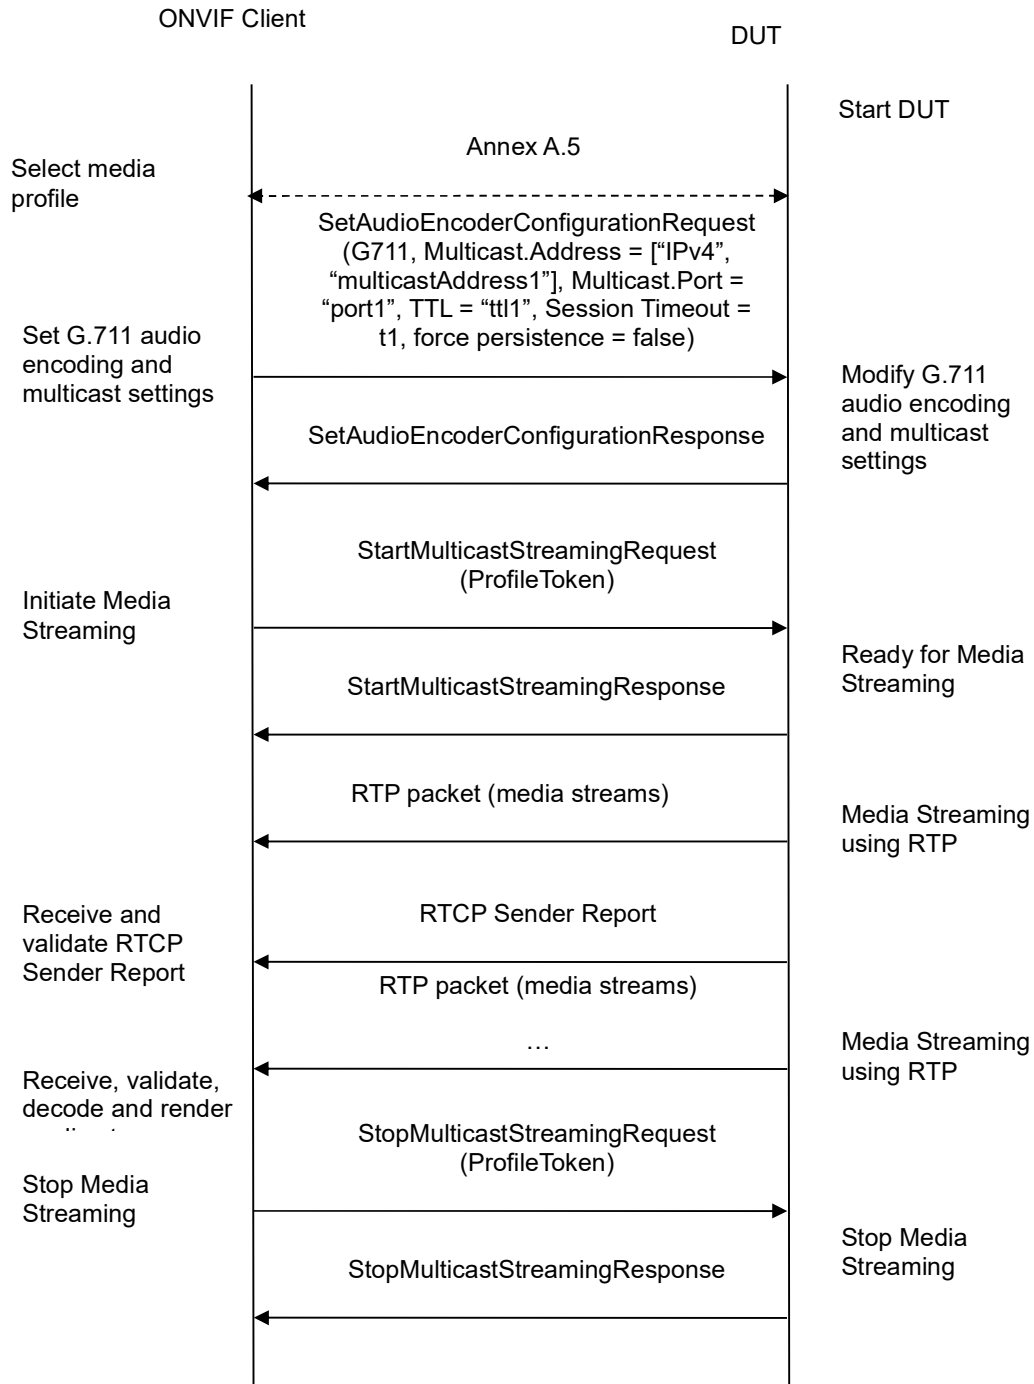 ONVIF Client
DUT
Start DUT
Annex A.5
Select media
profile
SetAudioEncoderConfigurationRequest
(G711, Multicast.Address = [“IPv4”,
“multicastAddress1”], Multicast.Port =
“port1”, TTL = “ttl1”, Session Timeout =
t1, force persistence = false)
Set G.711 audio
encoding and
multicast settings
Modify G.711
audio encoding
and multicast
settings
SetAudioEncoderConfigurationResponse
StartMulticastStreamingRequest
(ProfileToken)
Initiate Media
Streaming
Ready for Media
Streaming
StartMulticastStreamingResponse
RTP packet (media streams)
Media Streaming
using RTP
Receive and
validate RTCP
Sender Report
RTCP Sender Report
RTP packet (media streams)
…
Media Streaming
using RTP
Receive, validate,
decode and render
StopMulticastStreamingRequest
(ProfileToken)
Stop Media
Streaming
Stop Media
Streaming
StopMulticastStreamingResponse